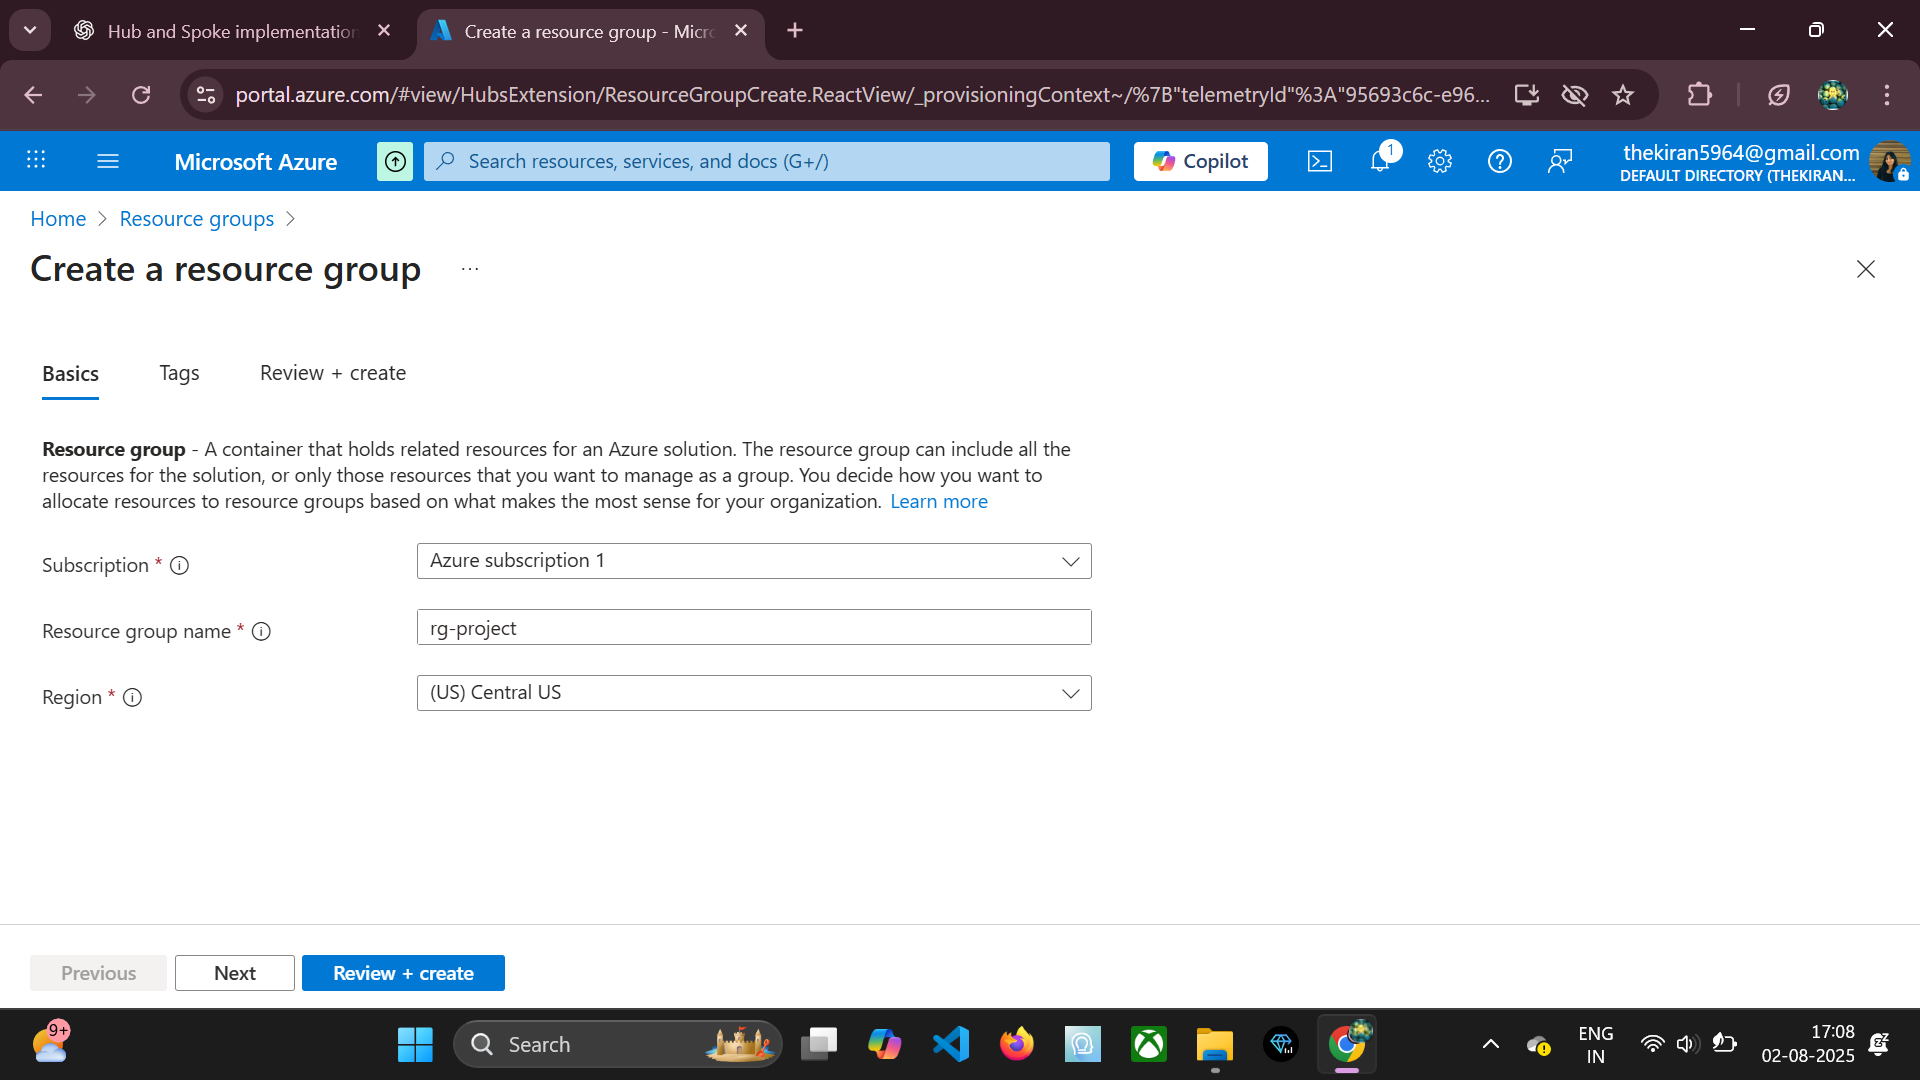 Hub and Spoke implementation
Create a resource group - Micro
portal.azure.com/#view/HubsExtension/ResourceGroupCreate.ReactView/_provisioningContext~/%7B"telemetryId"%3A"95693c6c-e96...
Microsoft Azure
Search resources, services, and docs (G+/)
Copilot
1
thekiran5964@gmail.com
DEFAULT DIRECTORY (THEKIRAN...
Home
Resource groups
Create a resource group
...
Basics
Tags
Review + create
Resource group - A container that holds related resources for an Azure solution. The resource group can include all the
resources for the solution, or only those resources that you want to manage as a group. You decide how you want to
allocate resources to resource groups based on what makes the most sense for your organization. Learn more
Subscription *
Azure subscription 1
Resource group name *
rg-project
Region *
(US) Central US
Previous
Next
Review + create
9+
Search
ENG
IN
17:08
02-08-2025